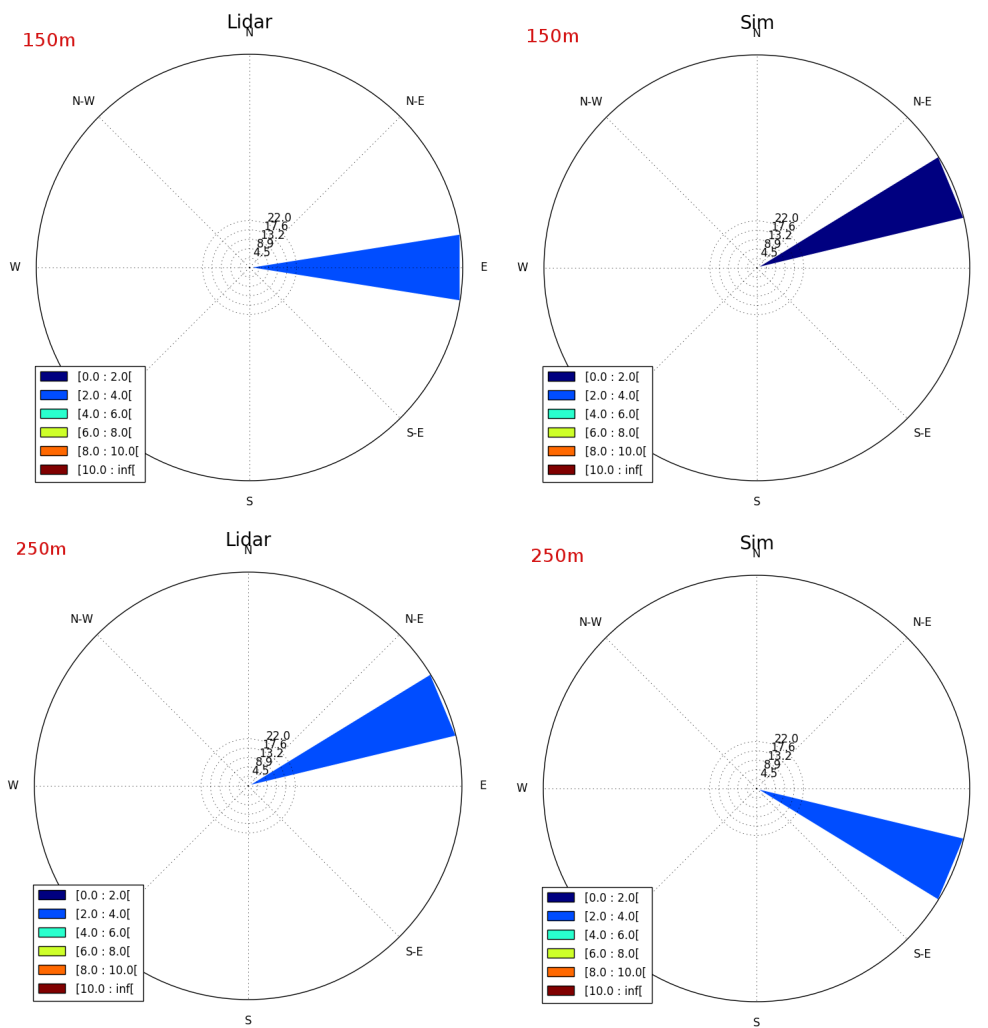 Lidar
150m
N
N-W
N-E
22.0
17.6
13.2
8.9
4.5
W
E
[0.0 : 2.0[
[2.0 : 4.0[
[4.0 : 6.0[
[6.0 : 8.0[
[8.0 : 10.0[
[10.0 : inf[
S-E
S
Sim
150m
N
N-W
N-E
22.0
17.6
13.2
8.9
4.5
W
[0.0 : 2.0[
[2.0 : 4.0[
[4.0 : 6.0[
[6.0 : 8.0[
[8.0 : 10.0[
[10.0 : inf[
S-E
S
Lidar
250m
N
N-W
N-E
22.0
17.6
13.2
8.9
4.5
W
E
[0.0 : 2.0[
[2.0 : 4.0[
[4.0 : 6.0[
[6.0 : 8.0[
[8.0 : 10.0[
[10.0 : inf[
S-E
S
Sim
250m
N
N-W
N-E
22.0
17.6
13.2
8.9
4.5
W
[0.0 : 2.0[
[2.0 : 4.0[
[4.0 : 6.0[
[6.0 : 8.0[
[8.0 : 10.0[
[10.0 : inf[
S-E
S